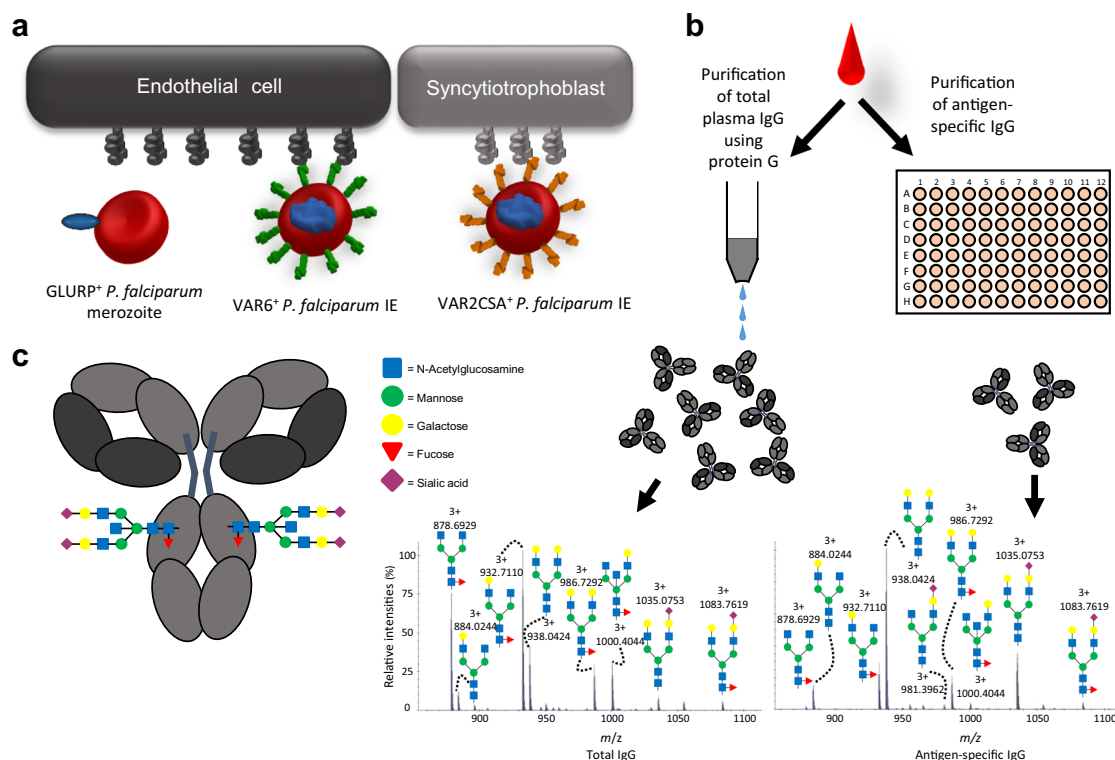 a
Endothelial cell
Syncytiotrophoblast
GLURP⁺ P. falciparum
merozoite
VAR6⁺ P. falciparum IE
VAR2CSA⁺ P. falciparum IE
b
Purification
of total
plasma IgG
using
protein G
Purification
of antigen-
specific IgG
1 2 3 4 5 6 7 8 9 10 11 12
A
B
C
D
E
F
G
H
c
= N-Acetylglucosamine
= Mannose
= Galactose
= Fucose
= Sialic acid
Relative intensities (%)
100
75
50
25
0
3+
878.6929
3+
884.0244
3+
932.7110
3+
938.0424
3+
986.7292
3+
1000.4044
3+
1035.0753
3+
1083.7619
900 950 1000 1050 1100
m/z
Total IgG
3+
878.6929
3+
884.0244
3+
932.7110
3+
938.0424
3+
981.3962
3+
986.7292
3+
1000.4044
3+
1035.0753
3+
1083.7619
900 950 1000 1050 1100
m/z
Antigen-specific IgG